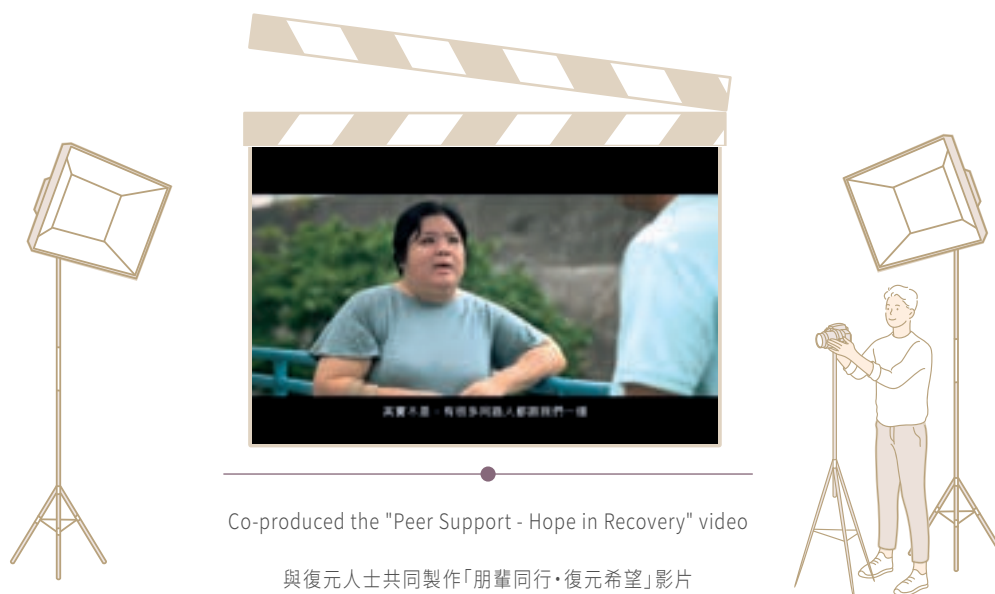 其實不是，有很多同路人都跟我們一樣
Co-produced the "Peer Support - Hope in Recovery" video
與復元人士共同製作「朋輩同行•復元希望」影片